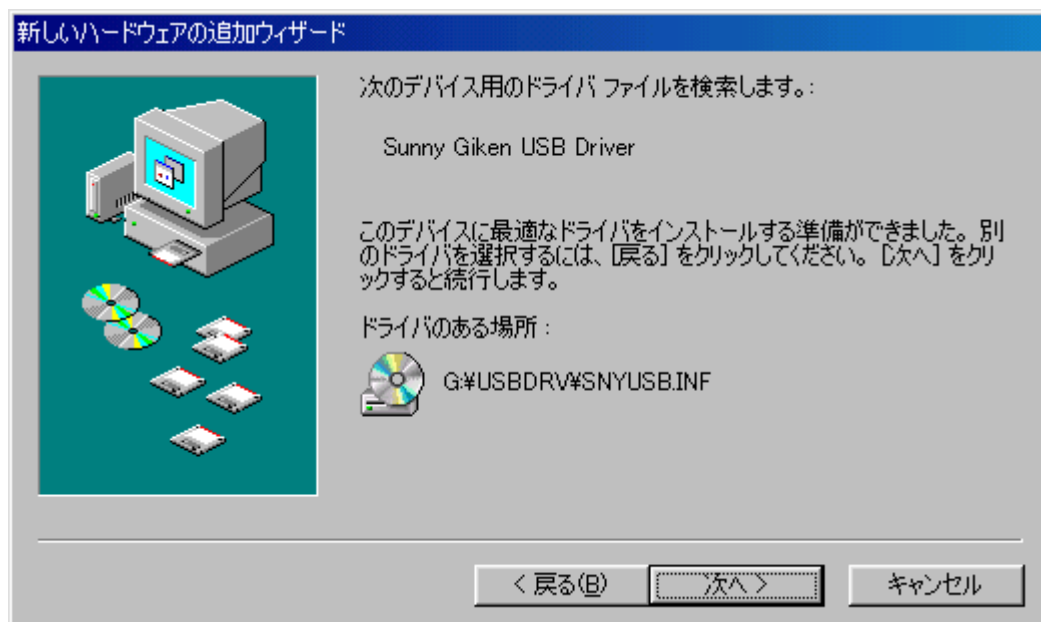 新しいハードウェアの追加ウィザード
次のデバイス用のドライバ ファイルを検索します。:
Sunny Giken USB Driver
このデバイスに最適なドライバをインストールする準備ができました。別
のドライバを選択するには、[戻る] をクリックしてください。[次へ] をクリ
ックすると続行します。
ドライバのある場所 :
G:¥USBDRV¥SNYUSB.INF
< 戻る(B)
次へ >
キャンセル